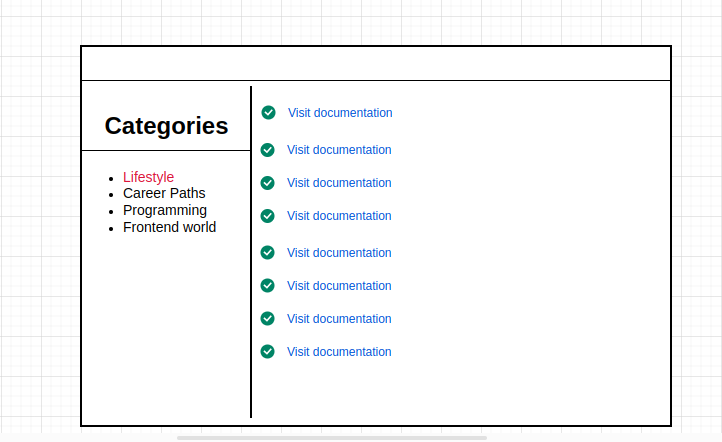 Categories
Lifestyle
Career Paths
Programming
Frontend world
Visit documentation
Visit documentation
Visit documentation
Visit documentation
Visit documentation
Visit documentation
Visit documentation
Visit documentation